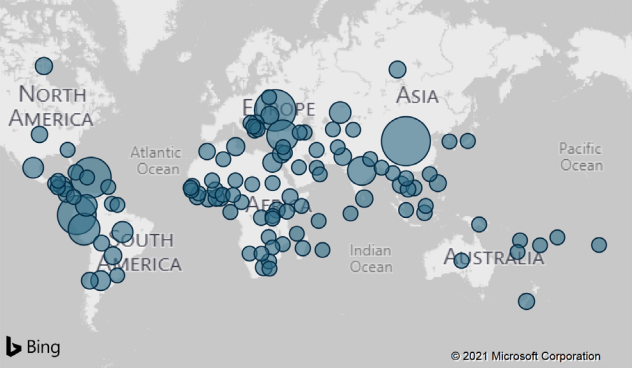 NORTH
AMERICA
EUROPE
ASIA
Atlantic
Ocean
Pacific
Ocean
AFRICA
SOUTH
AMERICA
Indian
Ocean
AUSTRALIA
Bing
© 2021 Microsoft Corporation